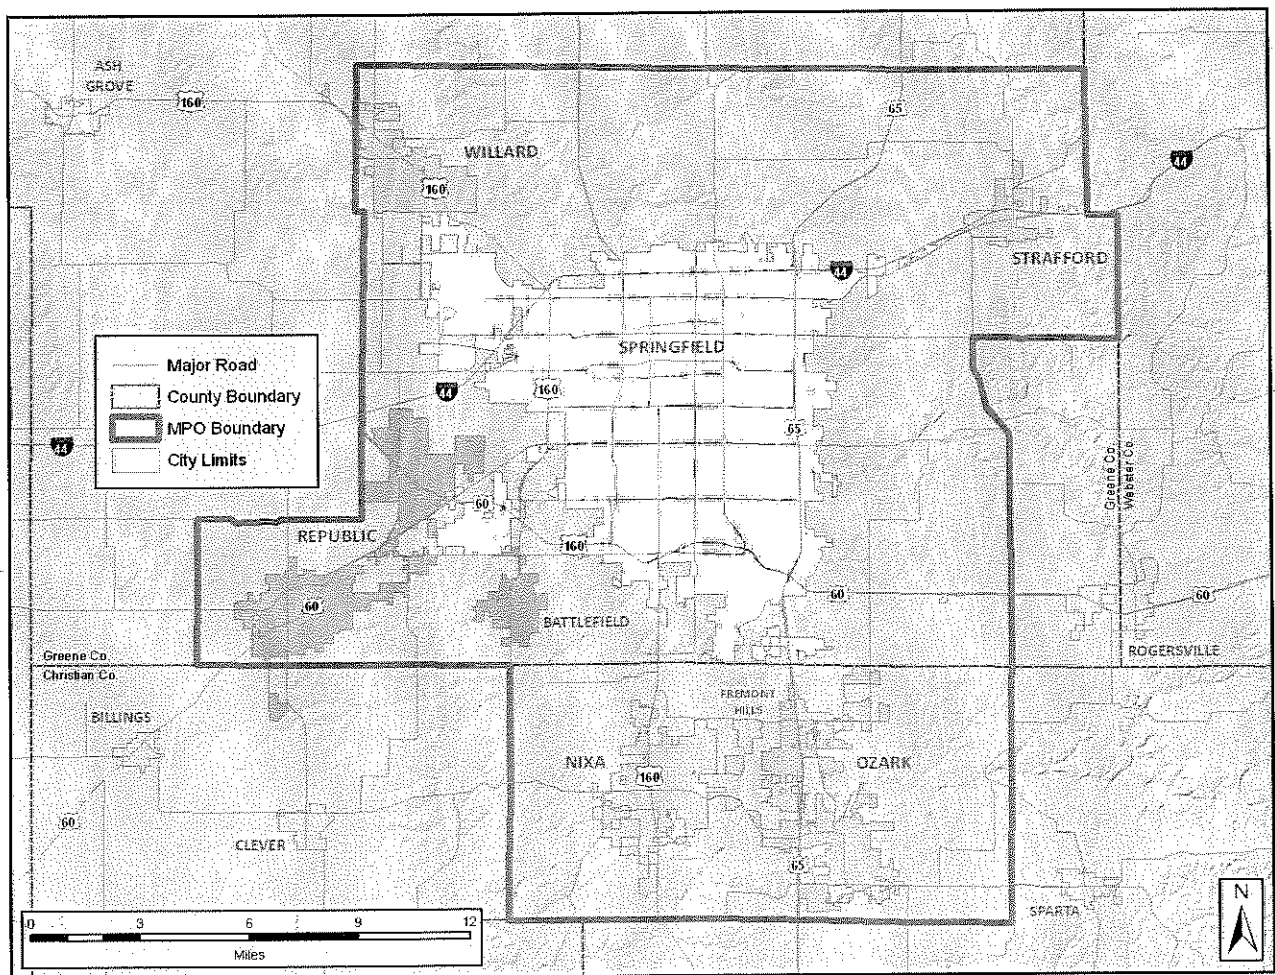 ASH
GROVE
160
65
WILLARD
44
160
STRAFFORD
44
SPRINGFIELD
Major Road
County Boundary
MPO Boundary
City Limits
44
160
65
44
Greene Co.
Webster Co.
60
REPUBLIC
160
60
60
60
BATTLEFIELD
ROGERSVILLE
Greene Co.
Christian Co.
FREMONT
HILLS
BILLINGS
NIXA
OZARK
160
60
CLEVER
65
SPARTA
N
0 3 6 9 12
Miles